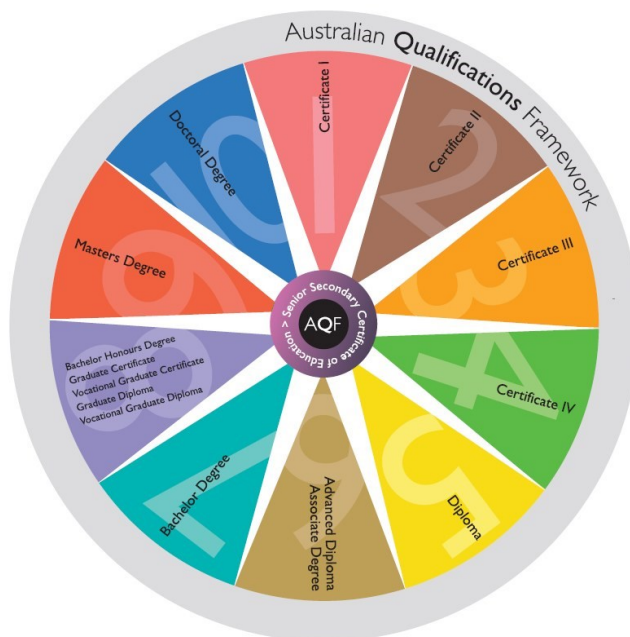 Australian Qualifications Framework
1
Certificate I
2
Certificate II
3
Certificate III
4
Certificate IV
5
Diploma
6
Advanced Diploma
Associate Degree
7
Bachelor Degree
8
Bachelor Honours Degree
Graduate Certificate
Vocational Graduate Certificate
Graduate Diploma
Vocational Graduate Diploma
9
Masters Degree
10
Doctoral Degree
AQF
Senior Secondary Certificate of Education >